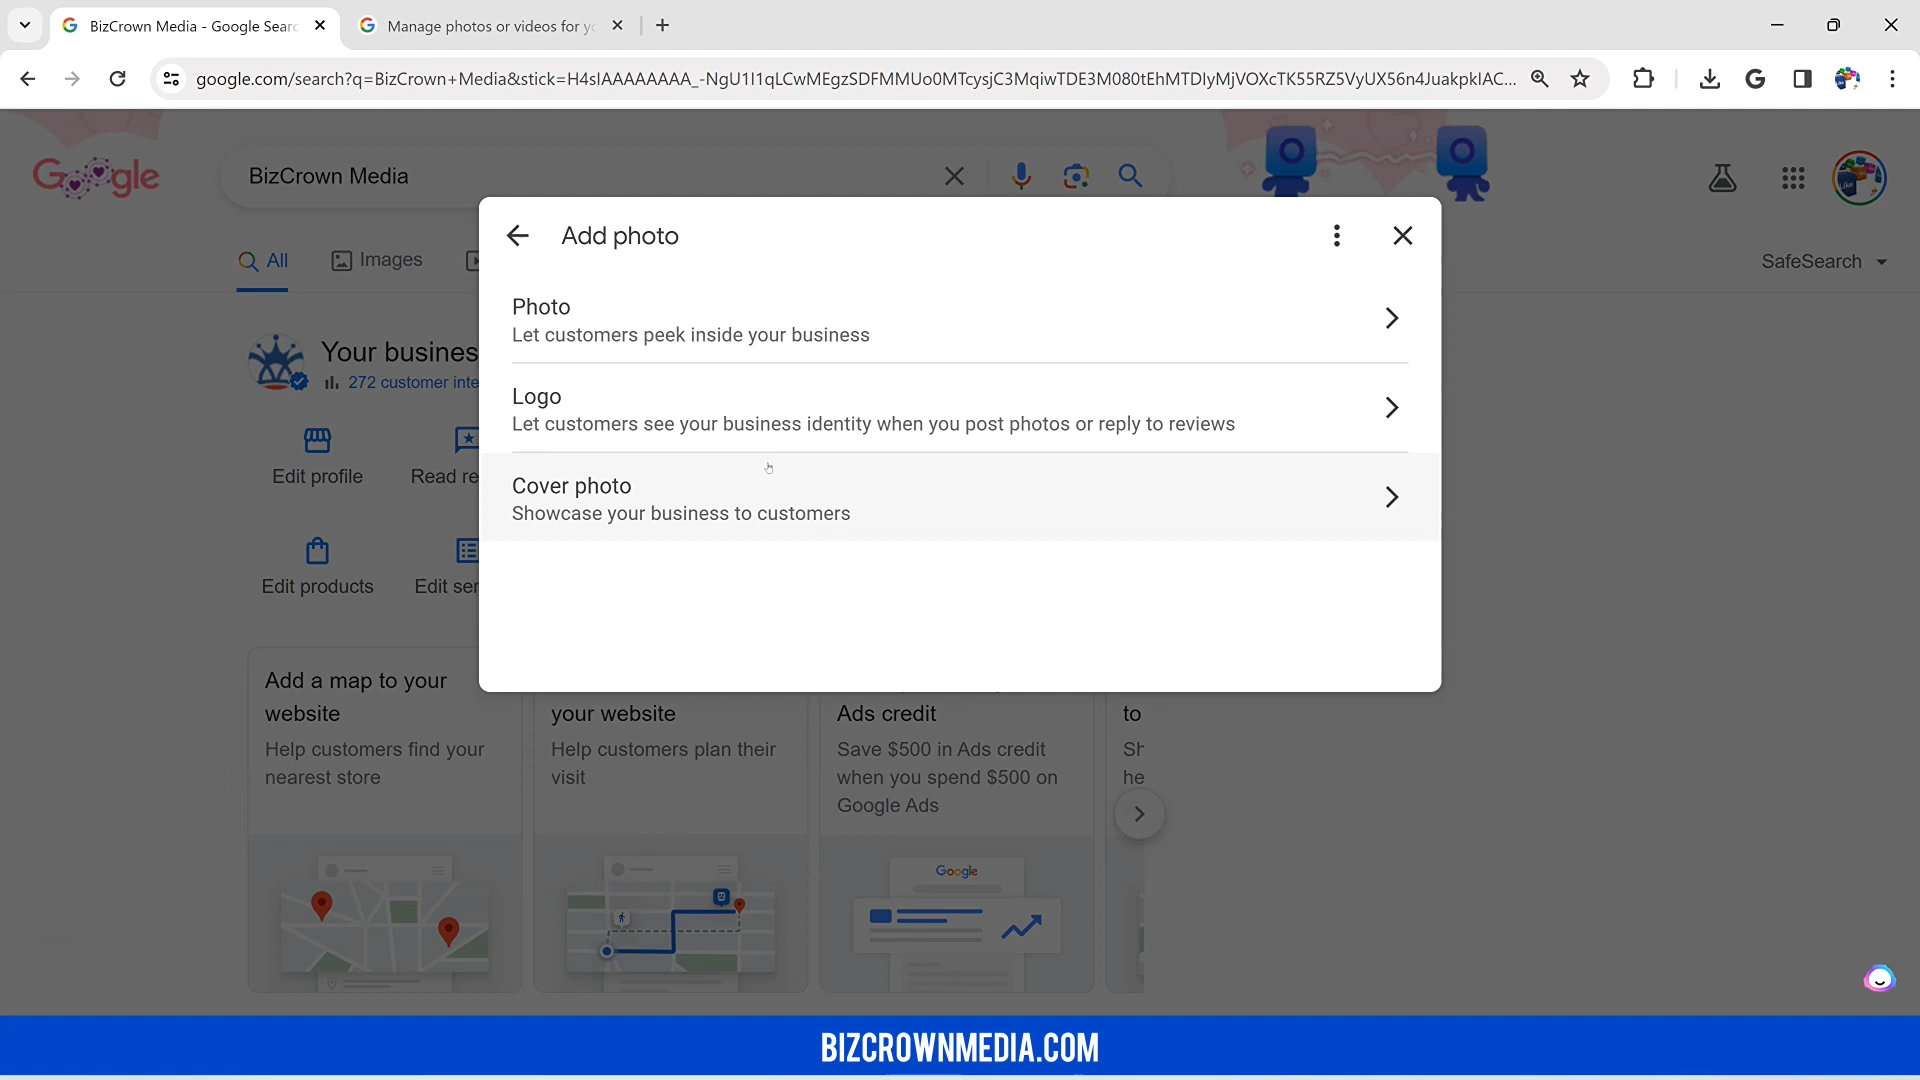 BizCrown Media - Google Searc
Manage photos or videos for yo
google.com/search?q=BizCrown+Media&stick=H4sIAAAAAAAA_-NgU1I1qLCwMEgzSDFMMUo0MTcysjC3MqiwTDE3M080tEhMTDIyMjVOXcTK55RZ5VyUX56n4JuakpkIAC...
Google
BizCrown Media
All
Images
SafeSearch
Add photo
Photo
Let customers peek inside your business
Logo
Let customers see your business identity when you post photos or reply to reviews
Cover photo
Showcase your business to customers
Your busines
272 customer inte
Edit profile
Read re
Edit products
Edit ser
Add a map to your
website
Help customers find your
nearest store
your website
Help customers plan their
visit
Ads credit
Save $500 in Ads credit
when you spend $500 on
Google Ads
Google
to
Sh
he
BIZCROWNMEDIA.COM